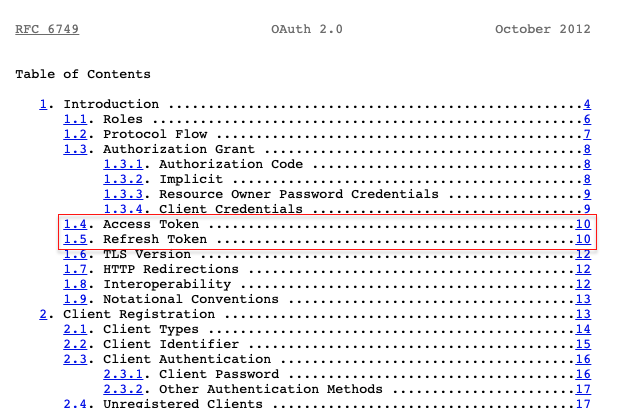 RFC 6749 OAuth 2.0 October 2012
Table of Contents
1. Introduction ....................................................4
1.1. Roles ......................................................6
1.2. Protocol Flow ..............................................7
1.3. Authorization Grant ........................................8
1.3.1. Authorization Code ..................................8
1.3.2. Implicit ............................................8
1.3.3. Resource Owner Password Credentials .................9
1.3.4. Client Credentials ..................................9
1.4. Access Token ..............................................10
1.5. Refresh Token .............................................10
1.6. TLS Version ...............................................12
1.7. HTTP Redirections .........................................12
1.8. Interoperability ..........................................12
1.9. Notational Conventions ....................................13
2. Client Registration ............................................13
2.1. Client Types ..............................................14
2.2. Client Identifier .........................................15
2.3. Client Authentication .....................................16
2.3.1. Client Password ....................................16
2.3.2. Other Authentication Methods .......................17
2.4. Unregistered Clients ......................................17